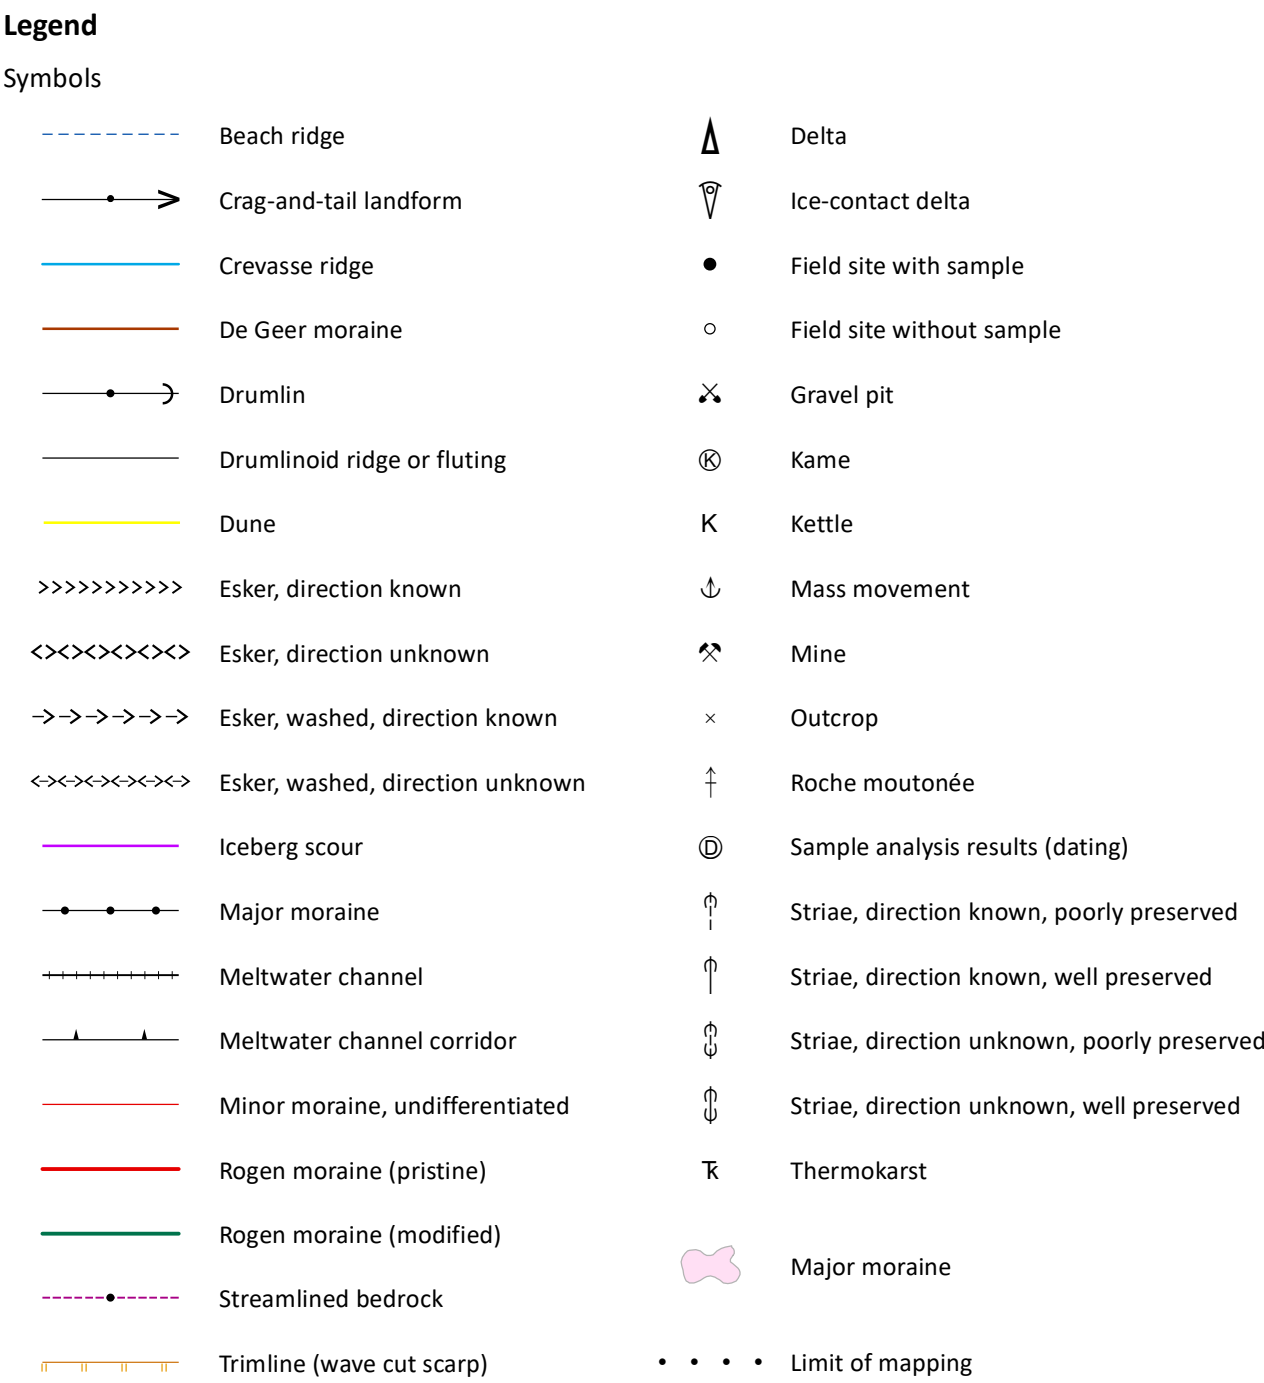 Legend
Symbols
Beach ridge
Crag-and-tail landform
Crevasse ridge
De Geer moraine
Drumlin
Drumlinoid ridge or fluting
Dune
Esker, direction known
Esker, direction unknown
Esker, washed, direction known
Esker, washed, direction unknown
Iceberg scour
Major moraine
Meltwater channel
Meltwater channel corridor
Minor moraine, undifferentiated
Rogen moraine (pristine)
Rogen moraine (modified)
Streamlined bedrock
Trimline (wave cut scarp)
Delta
Ice-contact delta
Field site with sample
Field site without sample
Gravel pit
K Kame
K Kettle
Mass movement
Mine
Outcrop
Roche moutonée
D Sample analysis results (dating)
Striae, direction known, poorly preserved
Striae, direction known, well preserved
Striae, direction unknown, poorly preserved
Striae, direction unknown, well preserved
Tk Thermokarst
Major moraine
Limit of mapping